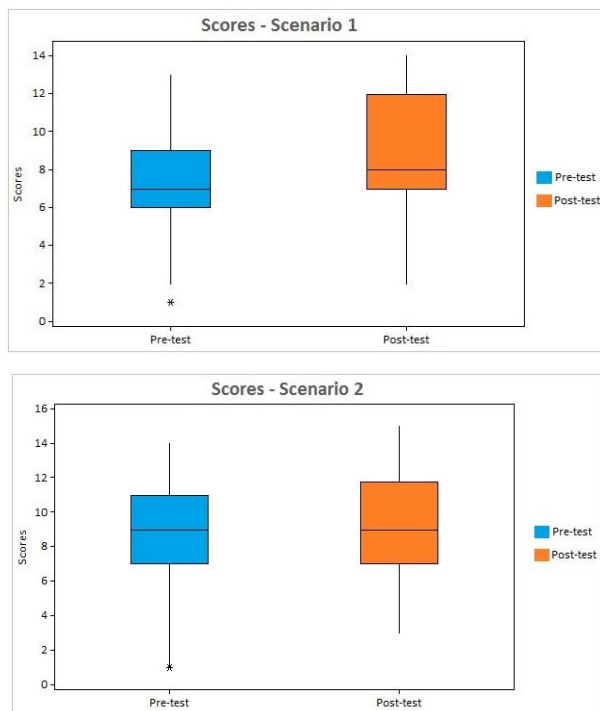 Scores - Scenario 1
14
12
10
8
6
4
2
0
Scores
Pre-test
Post-test
Pre-test
Post-test
Scores - Scenario 2
16
14
12
10
8
6
4
2
0
Scores
Pre-test
Post-test
Pre-test
Post-test